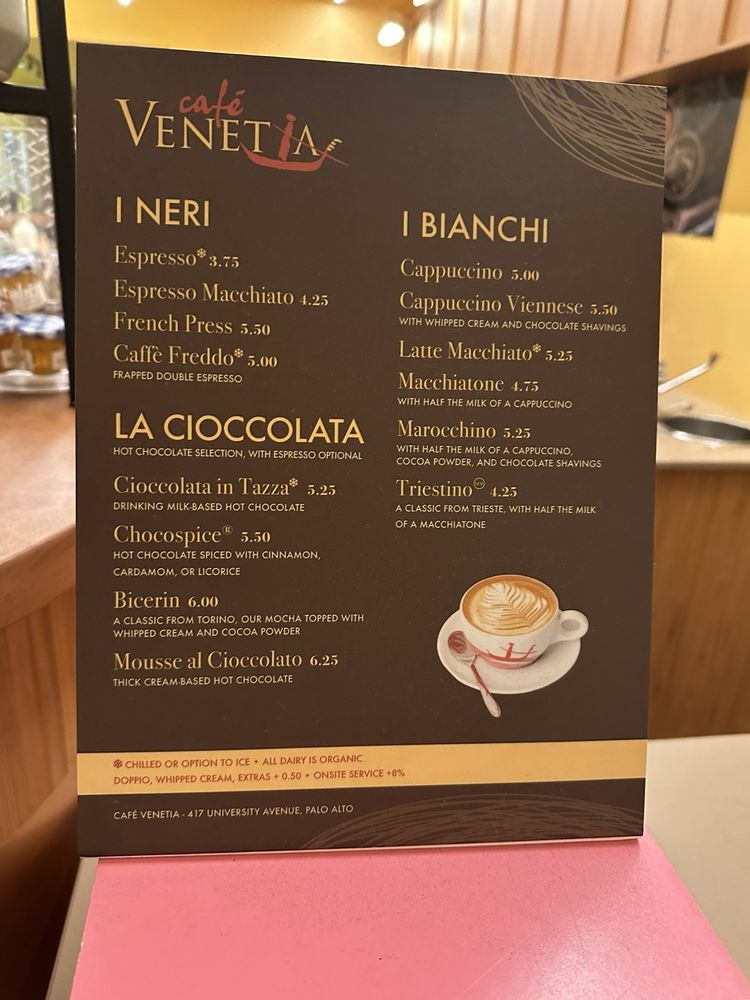 café
VENETIA
I NERI
Espresso❄ 3.75
Espresso Macchiato 4.25
French Press 5.50
Caffè Freddo❄ 5.00
FRAPPED DOUBLE ESPRESSO
LA CIOCCOLATA
HOT CHOCOLATE SELECTION, WITH ESPRESSO OPTIONAL
Cioccolata in Tazza❄ 5.25
DRINKING MILK-BASED HOT CHOCOLATE
Chocospice® 5.50
HOT CHOCOLATE SPICED WITH CINNAMON,
CARDAMOM, OR LICORICE
Bicerin 6.00
A CLASSIC FROM TORINO, OUR MOCHA TOPPED WITH
WHIPPED CREAM AND COCOA POWDER
Mousse al Cioccolato 6.25
THICK CREAM-BASED HOT CHOCOLATE
I BIANCHI
Cappuccino 5.00
Cappuccino Viennese 5.50
WITH WHIPPED CREAM AND CHOCOLATE SHAVINGS
Latte Macchiato❄ 5.25
Macchiatone 4.75
WITH HALF THE MILK OF A CAPPUCCINO
Marocchino 5.25
WITH HALF THE MILK OF A CAPPUCCINO,
COCOA POWDER, AND CHOCOLATE SHAVINGS
Triestino 4.25
A CLASSIC FROM TRIESTE, WITH HALF THE MILK
OF A MACCHIATONE
❄ CHILLED OR OPTION TO ICE • ALL DAIRY IS ORGANIC
DOPPIO, WHIPPED CREAM, EXTRAS + 0.50 • ONSITE SERVICE +8%
CAFÉ VENETIA - 417 UNIVERSITY AVENUE, PALO ALTO